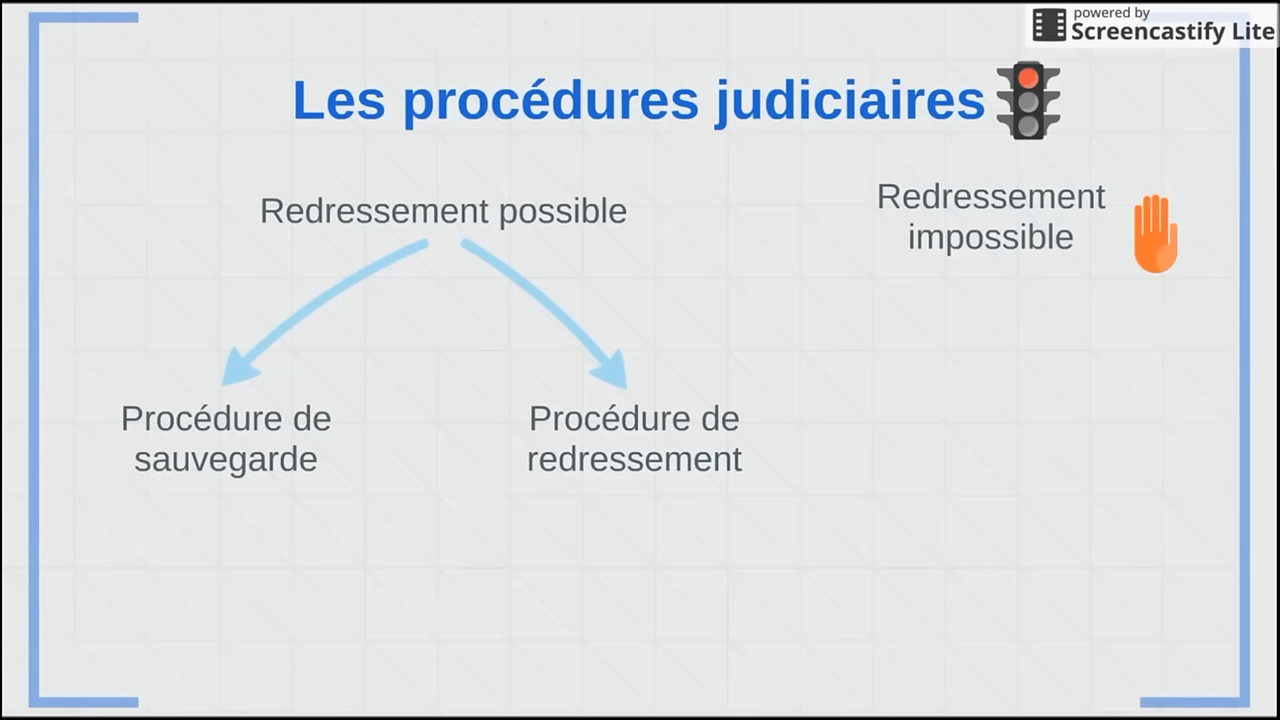 powered by
Screencastify Lite
Les procédures judiciaires
Redressement possible
Redressement
impossible
Procédure de
sauvegarde
Procédure de
redressement